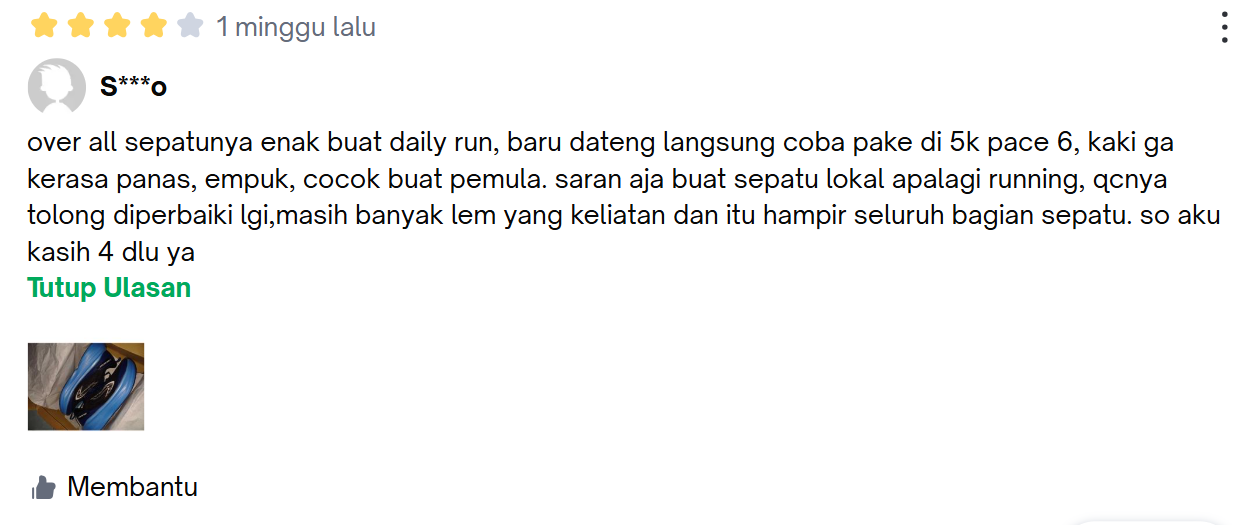 1 minggu lalu
S***o
over all sepatunya enak buat daily run, baru dateng langsung coba pake di 5k pace 6, kaki ga
kerasa panas, empuk, cocok buat pemula. saran aja buat sepatu lokal apalagi running, qcnya
tolong diperbaiki lgi,masih banyak lem yang keliatan dan itu hampir seluruh bagian sepatu. so aku
kasih 4 dlu ya
Tutup Ulasan
Membantu